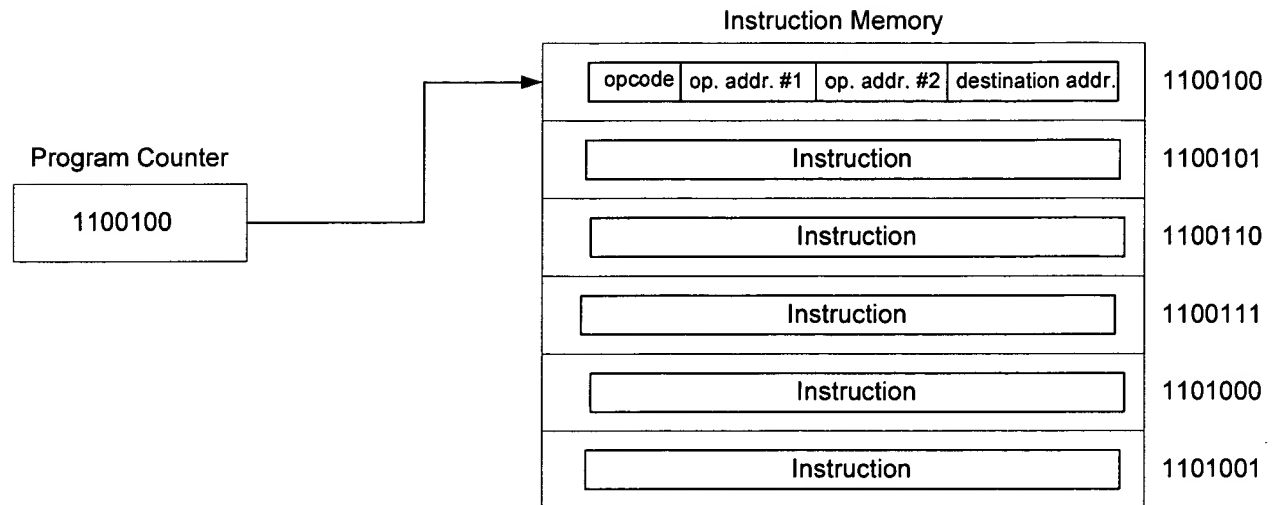 Instruction Memory
opcode op. addr. #1 op. addr. #2 destination addr. 1100100
Instruction 1100101
Program Counter
1100100
Instruction 1100110
Instruction 1100111
Instruction 1101000
Instruction 1101001